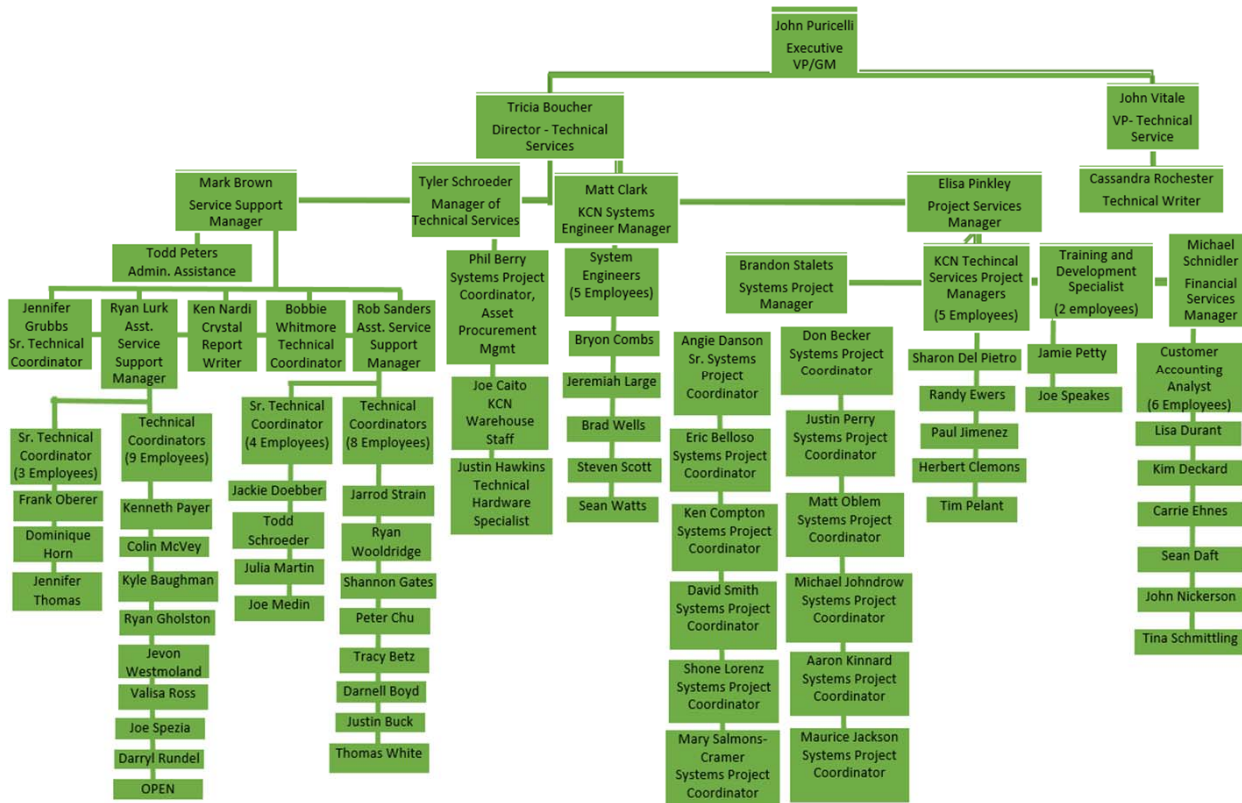 John Puricelli
Executive
VP/GM
Tricia Boucher
Director - Technical
Services
John Vitale
VP- Technical
Service
Cassandra Rochester
Technical Writer
Mark Brown
Service Support
Manager
Tyler Schroeder
Manager of
Technical Services
Matt Clark
KCN Systems
Engineer Manager
Elisa Pinkley
Project Services
Manager
Todd Peters
Admin. Assistance
Jennifer
Grubbs
Sr. Technical
Coordinator
Ryan Lurk
Asst.
Service
Support
Manager
Ken Nardi
Crystal
Report
Writer
Bobbie
Whitmore
Technical
Coordinator
Rob Sanders
Asst. Service
Support
Manager
Sr. Technical
Coordinator
(3 Employees)
Frank Oberer
Dominique
Horn
Jennifer
Thomas
Technical
Coordinators
(9 Employees)
Kenneth Payer
Colin McVey
Kyle Baughman
Ryan Gholston
Jevon
Westmoland
Valisa Ross
Joe Spezia
Darryl Rundel
OPEN
Sr. Technical
Coordinator
(4 Employees)
Jackie Doebber
Todd
Schroeder
Julia Martin
Joe Medin
Technical
Coordinators
(8 Employees)
Jarrod Strain
Ryan
Wooldridge
Shannon Gates
Peter Chu
Tracy Betz
Darnell Boyd
Justin Buck
Thomas White
Phil Berry
Systems Project
Coordinator,
Asset
Procurement
Mgmt
Joe Caito
KCN
Warehouse
Staff
Justin Hawkins
Technical
Hardware
Specialist
System
Engineers
(5 Employees)
Bryon Combs
Jeremiah Large
Brad Wells
Steven Scott
Sean Watts
Brandon Stalets
Systems Project
Manager
Angie Danson
Sr. Systems
Project
Coordinator
Eric Belloso
Systems Project
Coordinator
Ken Compton
Systems Project
Coordinator
David Smith
Systems Project
Coordinator
Shone Lorenz
Systems Project
Coordinator
Mary Salmons-
Cramer
Systems Project
Coordinator
Don Becker
Systems Project
Coordinator
Justin Perry
Systems Project
Coordinator
Matt Oblem
Systems Project
Coordinator
Michael Johndrow
Systems Project
Coordinator
Aaron Kinnard
Systems Project
Coordinator
Maurice Jackson
Systems Project
Coordinator
KCN Techincal
Services Project
Managers
(5 Employees)
Sharon Del Pietro
Randy Ewers
Paul Jimenez
Herbert Clemons
Tim Pelant
Training and
Development
Specialist
(2 employees)
Jamie Petty
Joe Speakes
Michael
Schnidler
Financial
Services
Manager
Customer
Accounting
Analyst
(6 Employees)
Lisa Durant
Kim Deckard
Carrie Ehnes
Sean Daft
John Nickerson
Tina Schmittling